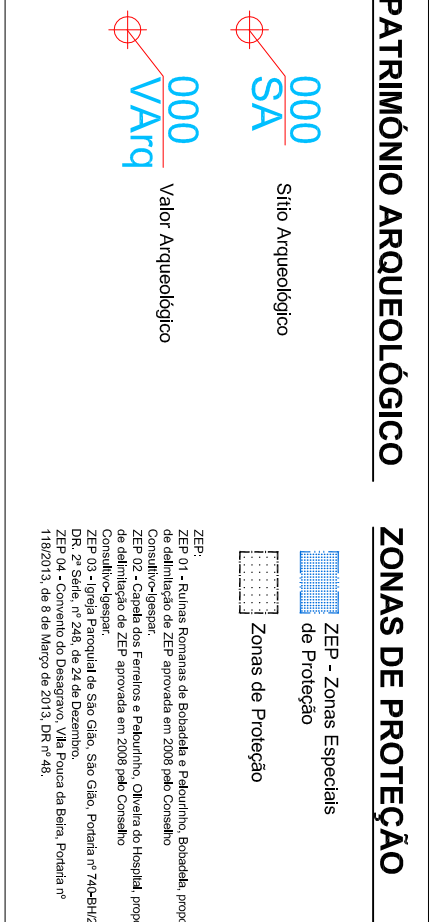 PATRIMÓNIO ARQUEOLÓGICO
000
SA
Sítio Arqueológico
000
VArq
Valor Arqueológico
ZONAS DE PROTEÇÃO
ZEP - Zonas Especiais
de Proteção
Zonas de Proteção
ZEP:
ZEP 01 - Ruínas Romanas de Bobadela e Pelourinho, Bobadela, propo
de delimitação de ZEP aprovada em 2008 pelo Conselho
Consultivo-Igespar.
ZEP 02 - Capela dos Ferreiros e Pelourinho, Oliveira do Hospital, propo
de delimitação de ZEP aprovada em 2008 pelo Conselho
Consultivo-Igespar.
ZEP 03 - Igreja Paroquial de São Gião, São Gião, Portaria nº 740-BH/2
DR. 2ª Série, nº 248, de 24 de Dezembro.
ZEP 04 - Convento do Desagravo, Vila Pouca da Beira, Portaria nº
118/2013, de 8 de Março de 2013, DR nº 48.